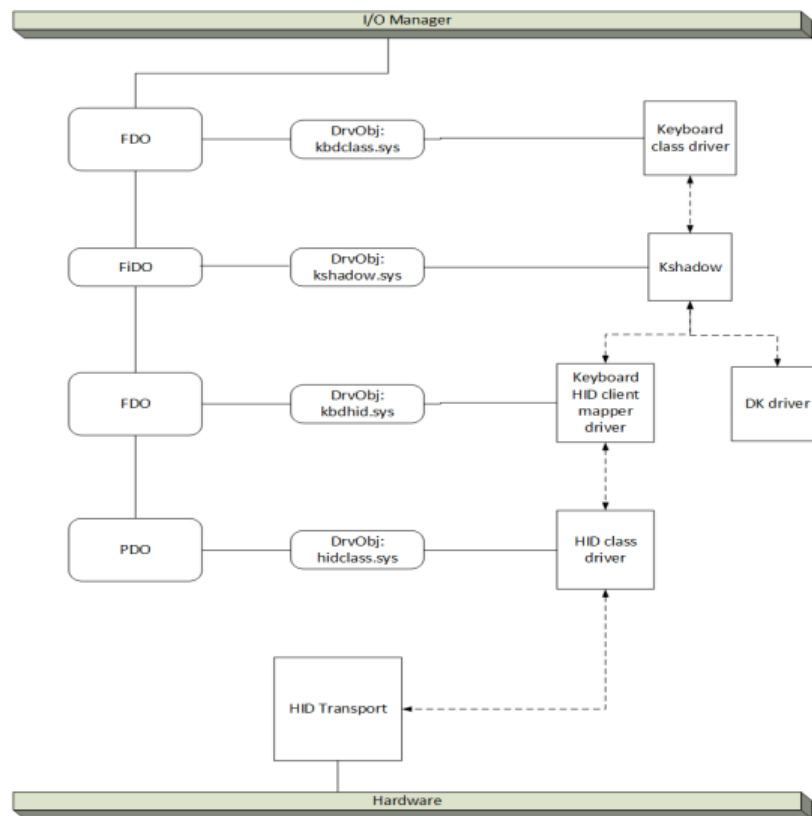 I/O Manager
FDO
DrvObj:
kbdclass.sys
Keyboard
class driver
FiDO
DrvObj:
kshadow.sys
Kshadow
FDO
DrvObj:
kbdhid.sys
Keyboard
HID client
mapper
driver
DK driver
PDO
DrvObj:
hidclass.sys
HID class
driver
HID Transport
Hardware